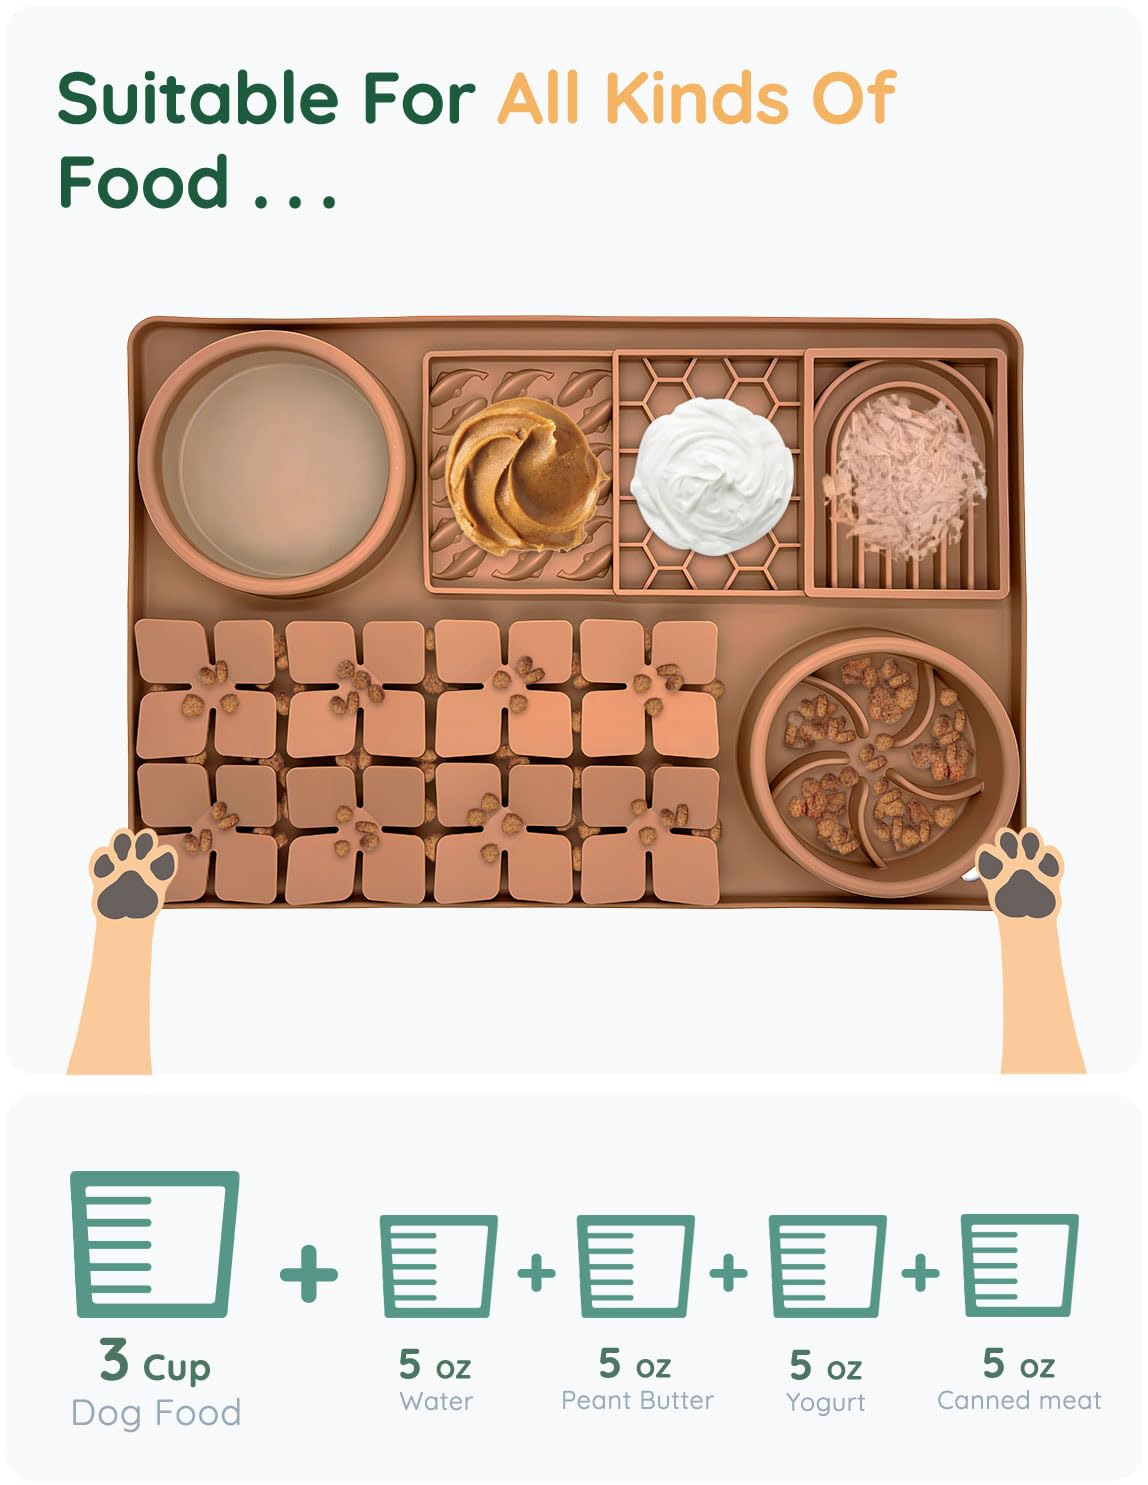 Suitable For All Kinds Of
Food . . .
3 Cup
Dog Food
5 oz
Water
5 oz
Peant Butter
5 oz
Yogurt
5 oz
Canned meat